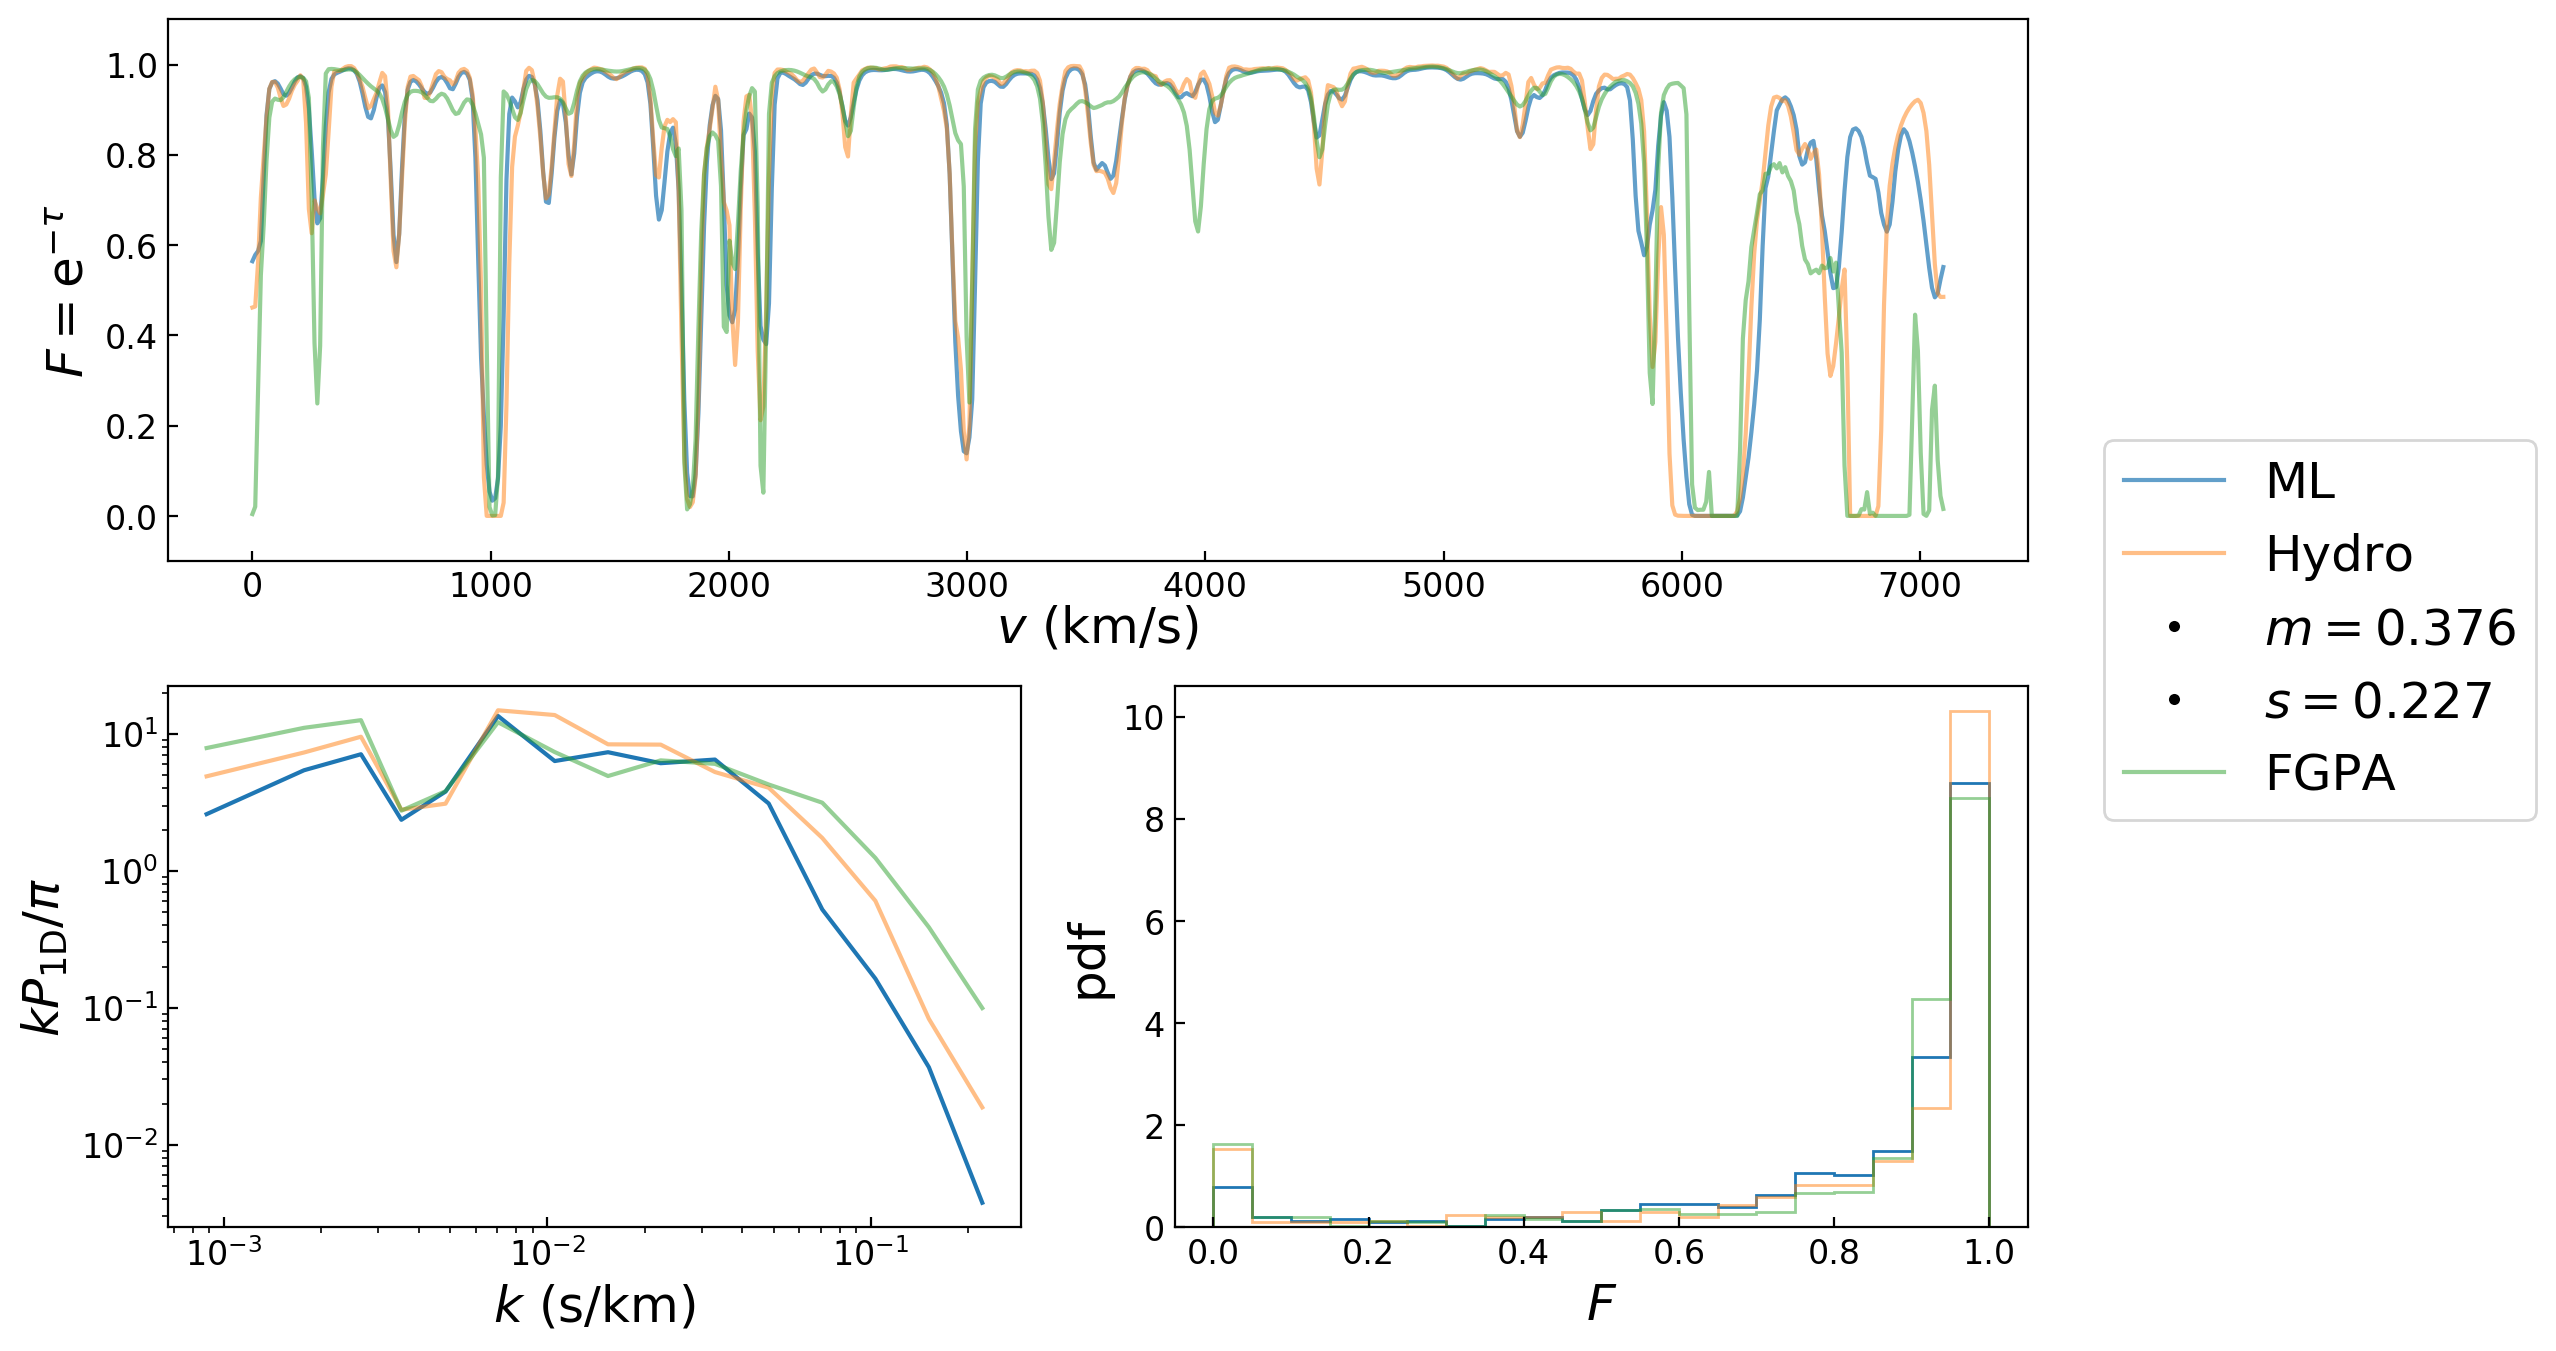 F = e^{-τ}
1.0
0.8
0.6
0.4
0.2
0.0
0 1000 2000 3000 4000 5000 6000 7000
v (km/s)
ML
Hydro
m = 0.376
s = 0.227
FGPA
kP_{1D}/π
10^1
10^0
10^{-1}
10^{-2}
10^{-3} 10^{-2} 10^{-1}
k (s/km)
pdf
10
8
6
4
2
0
0.0 0.2 0.4 0.6 0.8 1.0
F